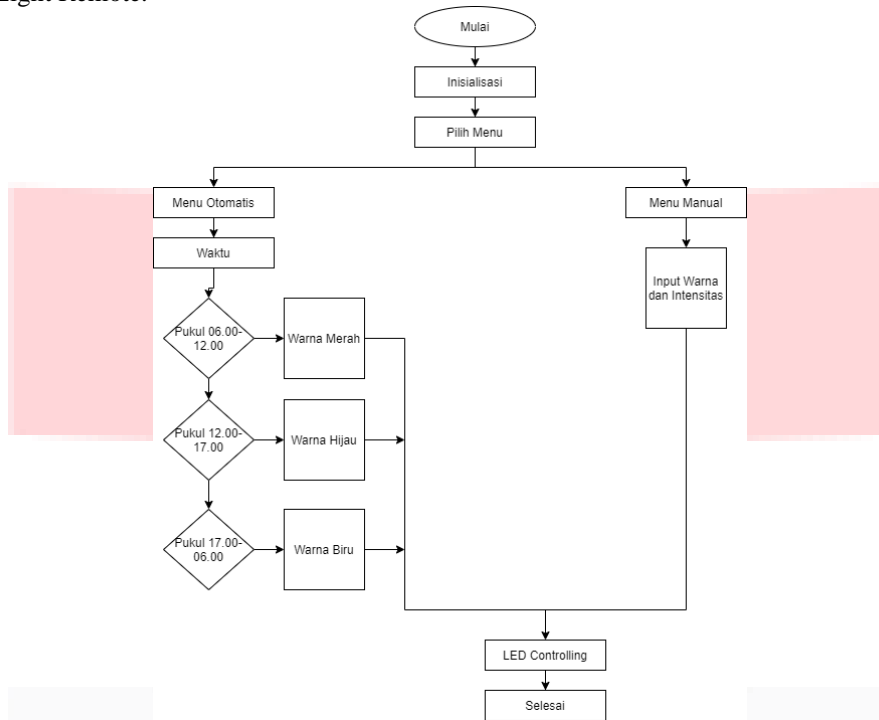 Light Remote.
Mulai
Inisialisasi
Pilih Menu
Menu Otomatis
Menu Manual
Waktu
Input Warna
dan Intensitas
Pukul 06.00-
12.00
Warna Merah
Pukul 12.00-
17.00
Warna Hijau
Pukul 17.00-
06.00
Warna Biru
LED Controlling
Selesai